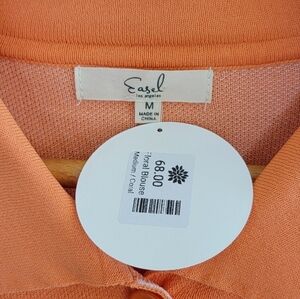 Easel
los angeles
M
MADE IN
CHINA
68.00
Floral Blouse
Medium / Coral